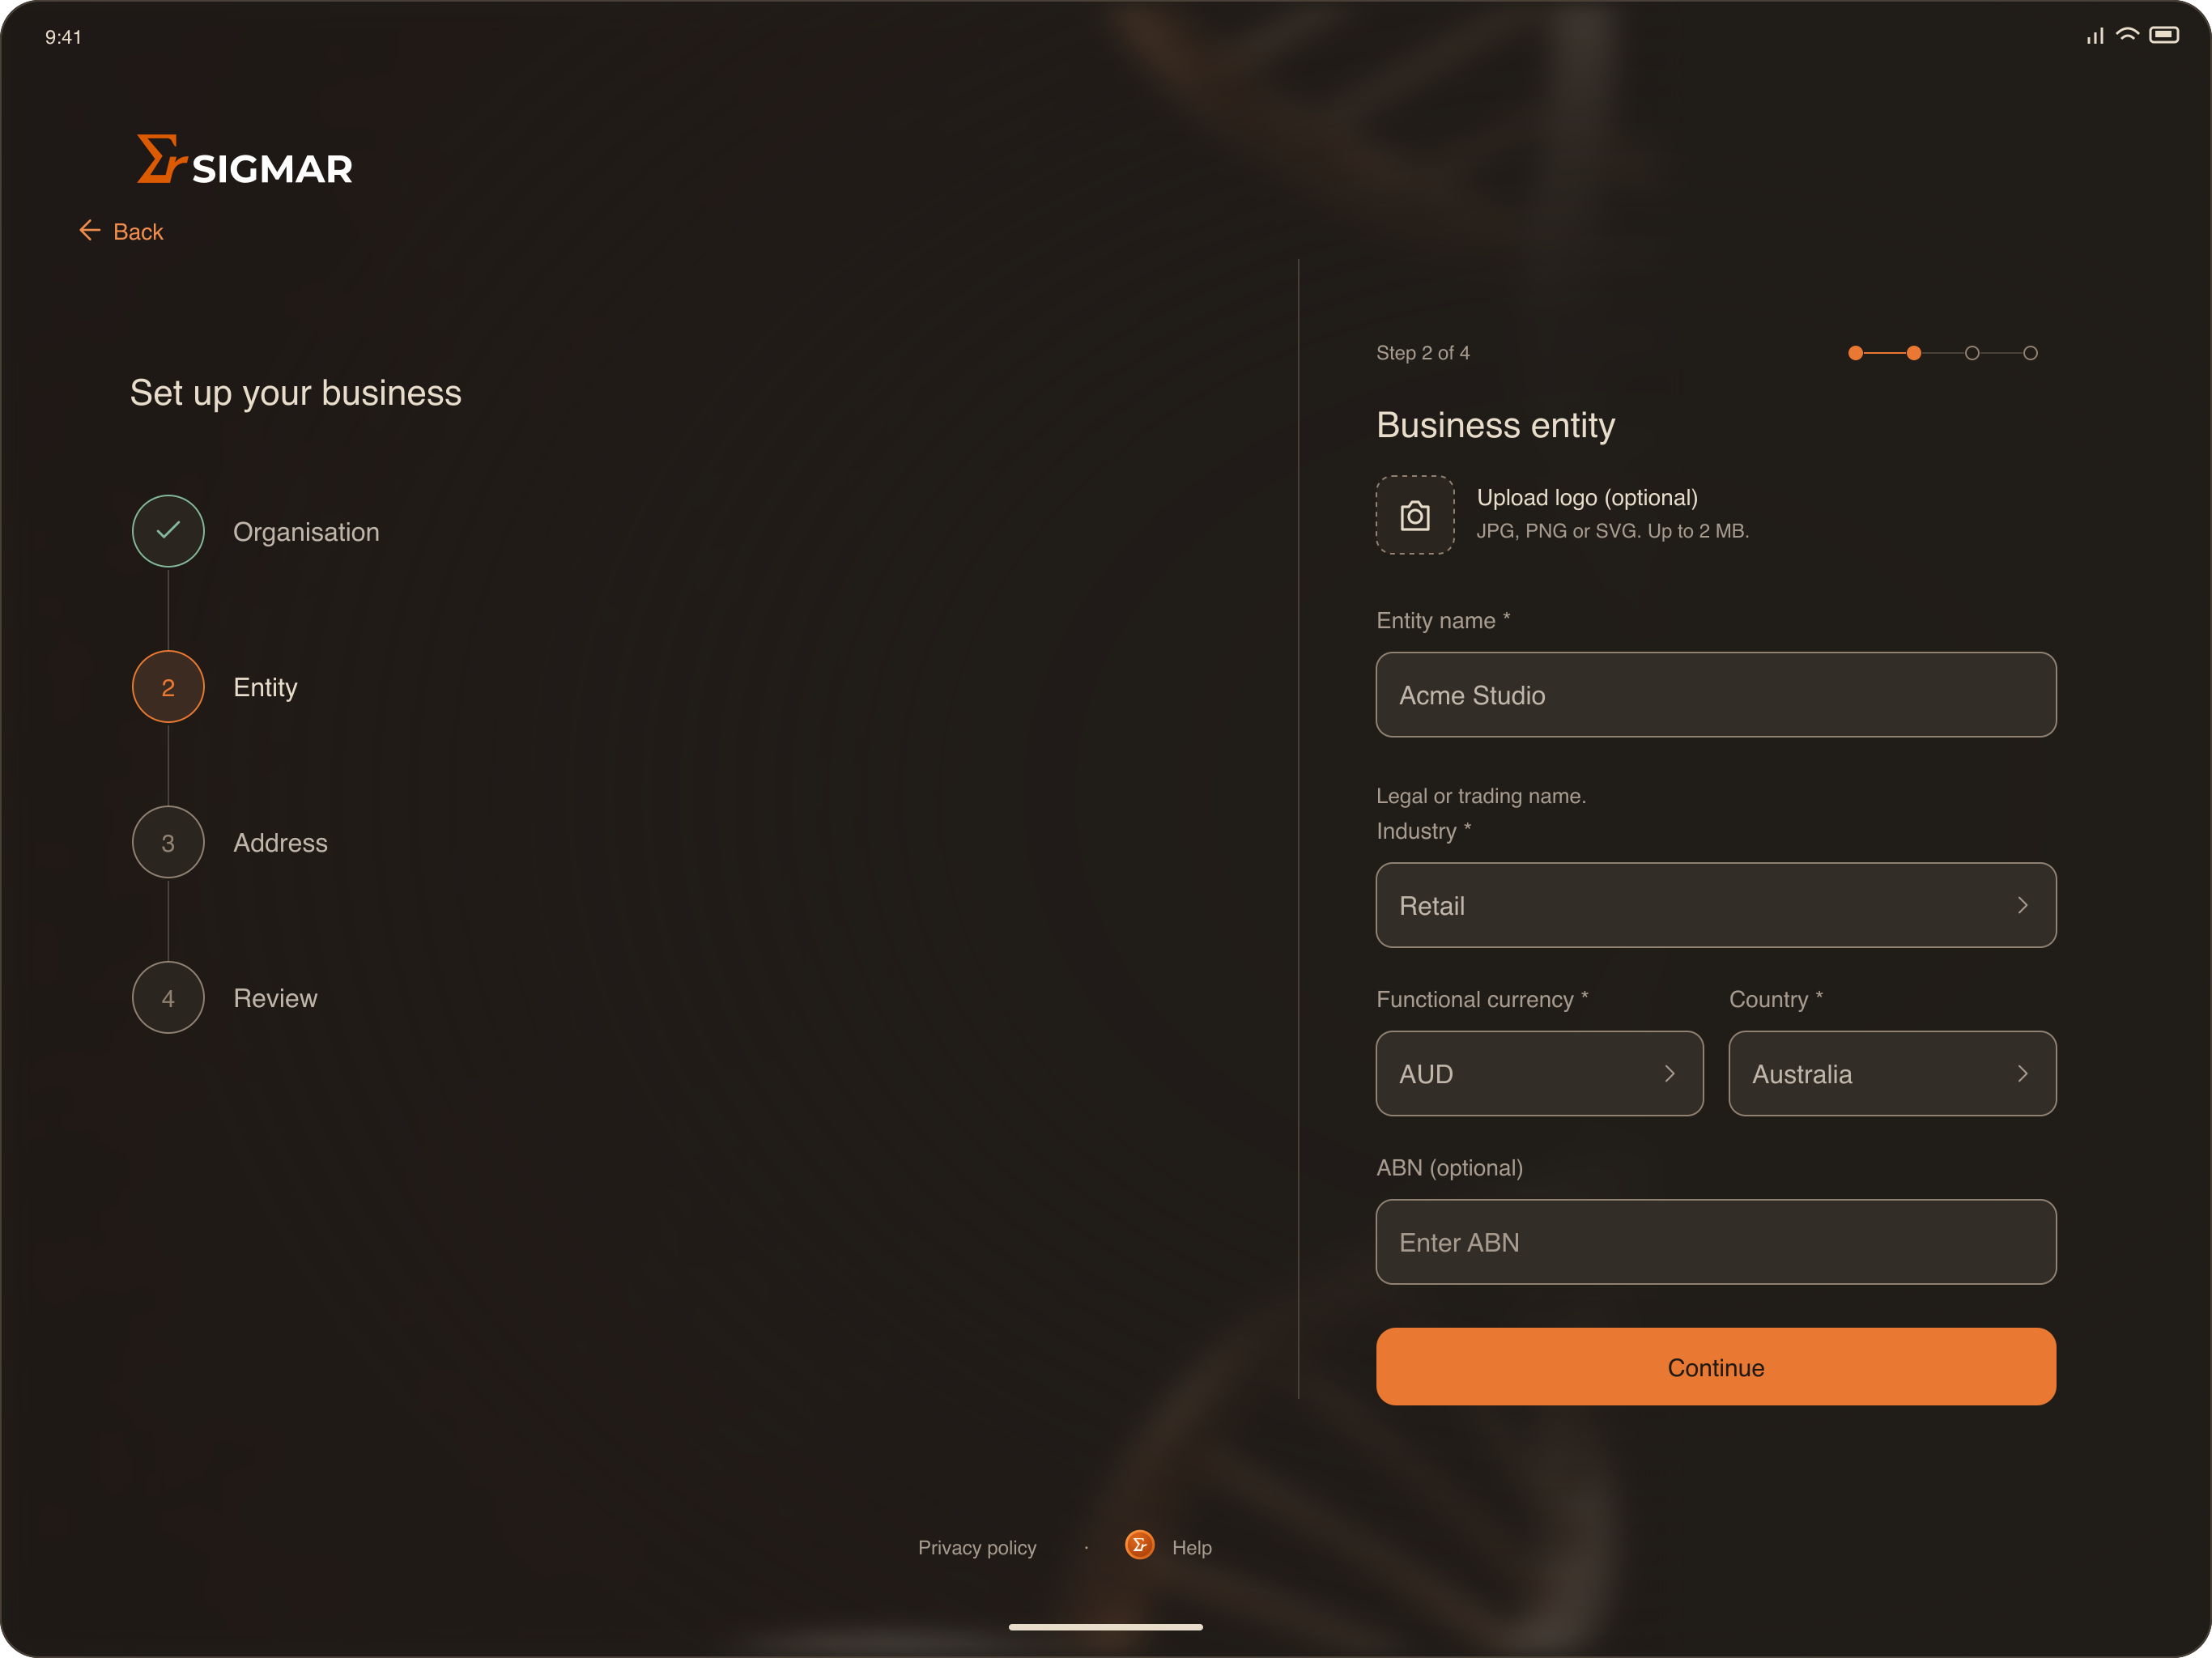 9:41
SIGMAR
Back
Set up your business
Organisation
2
Entity
3
Address
4
Review
Step 2 of 4
Business entity
Upload logo (optional)
JPG, PNG or SVG. Up to 2 MB.
Entity name *
Acme Studio
Legal or trading name.
Industry *
Retail
Functional currency *
Country *
AUD
Australia
ABN (optional)
Enter ABN
Continue
Privacy policy · Help